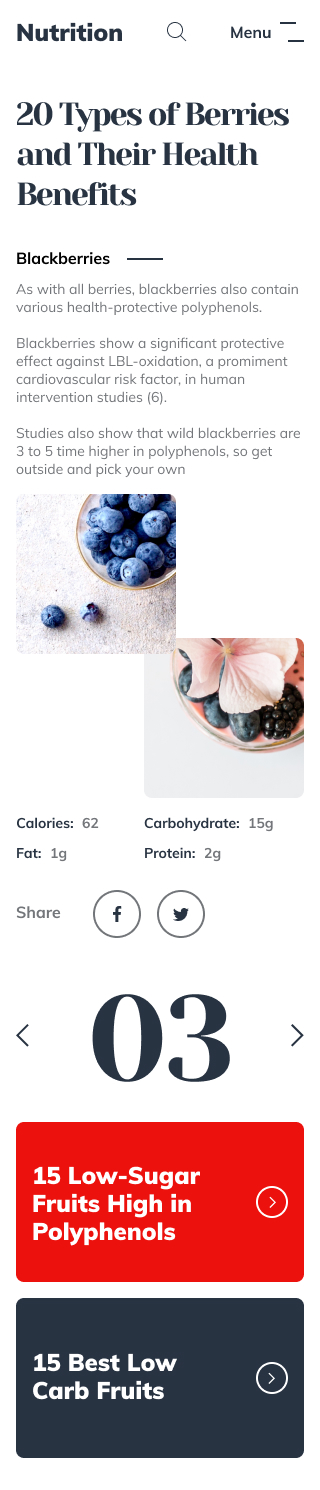 Nutrition
Menu
20 Types of Berries
and Their Health
Benefits
Blackberries
As with all berries, blackberries also contain
various health-protective polyphenols.
Blackberries show a significant protective
effect against LBL-oxidation, a promiment
cardiovascular risk factor, in human
intervention studies (6).
Studies also show that wild blackberries are
3 to 5 time higher in polyphenols, so get
outside and pick your own
Calories: 62 Carbohydrate: 15g
Fat: 1g Protein: 2g
Share
03
15 Low-Sugar
Fruits High in
Polyphenols
15 Best Low
Carb Fruits